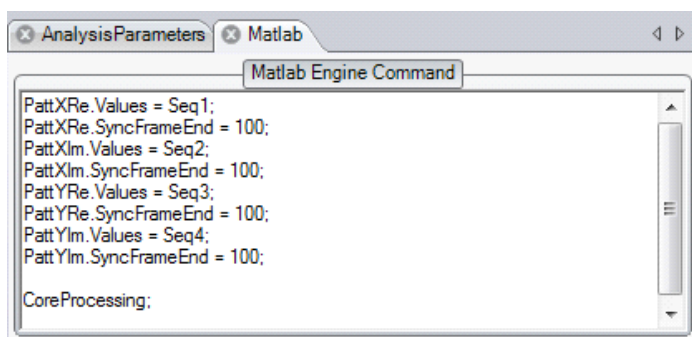 AnalysisParameters Matlab
Matlab Engine Command
PattXRe.Values = Seq1;
PattXRe.SyncFrameEnd = 100;
PattXIm.Values = Seq2;
PattXIm.SyncFrameEnd = 100;
PattYRe.Values = Seq3;
PattYRe.SyncFrameEnd = 100;
PattYIm.Values = Seq4;
PattYIm.SyncFrameEnd = 100;
CoreProcessing;